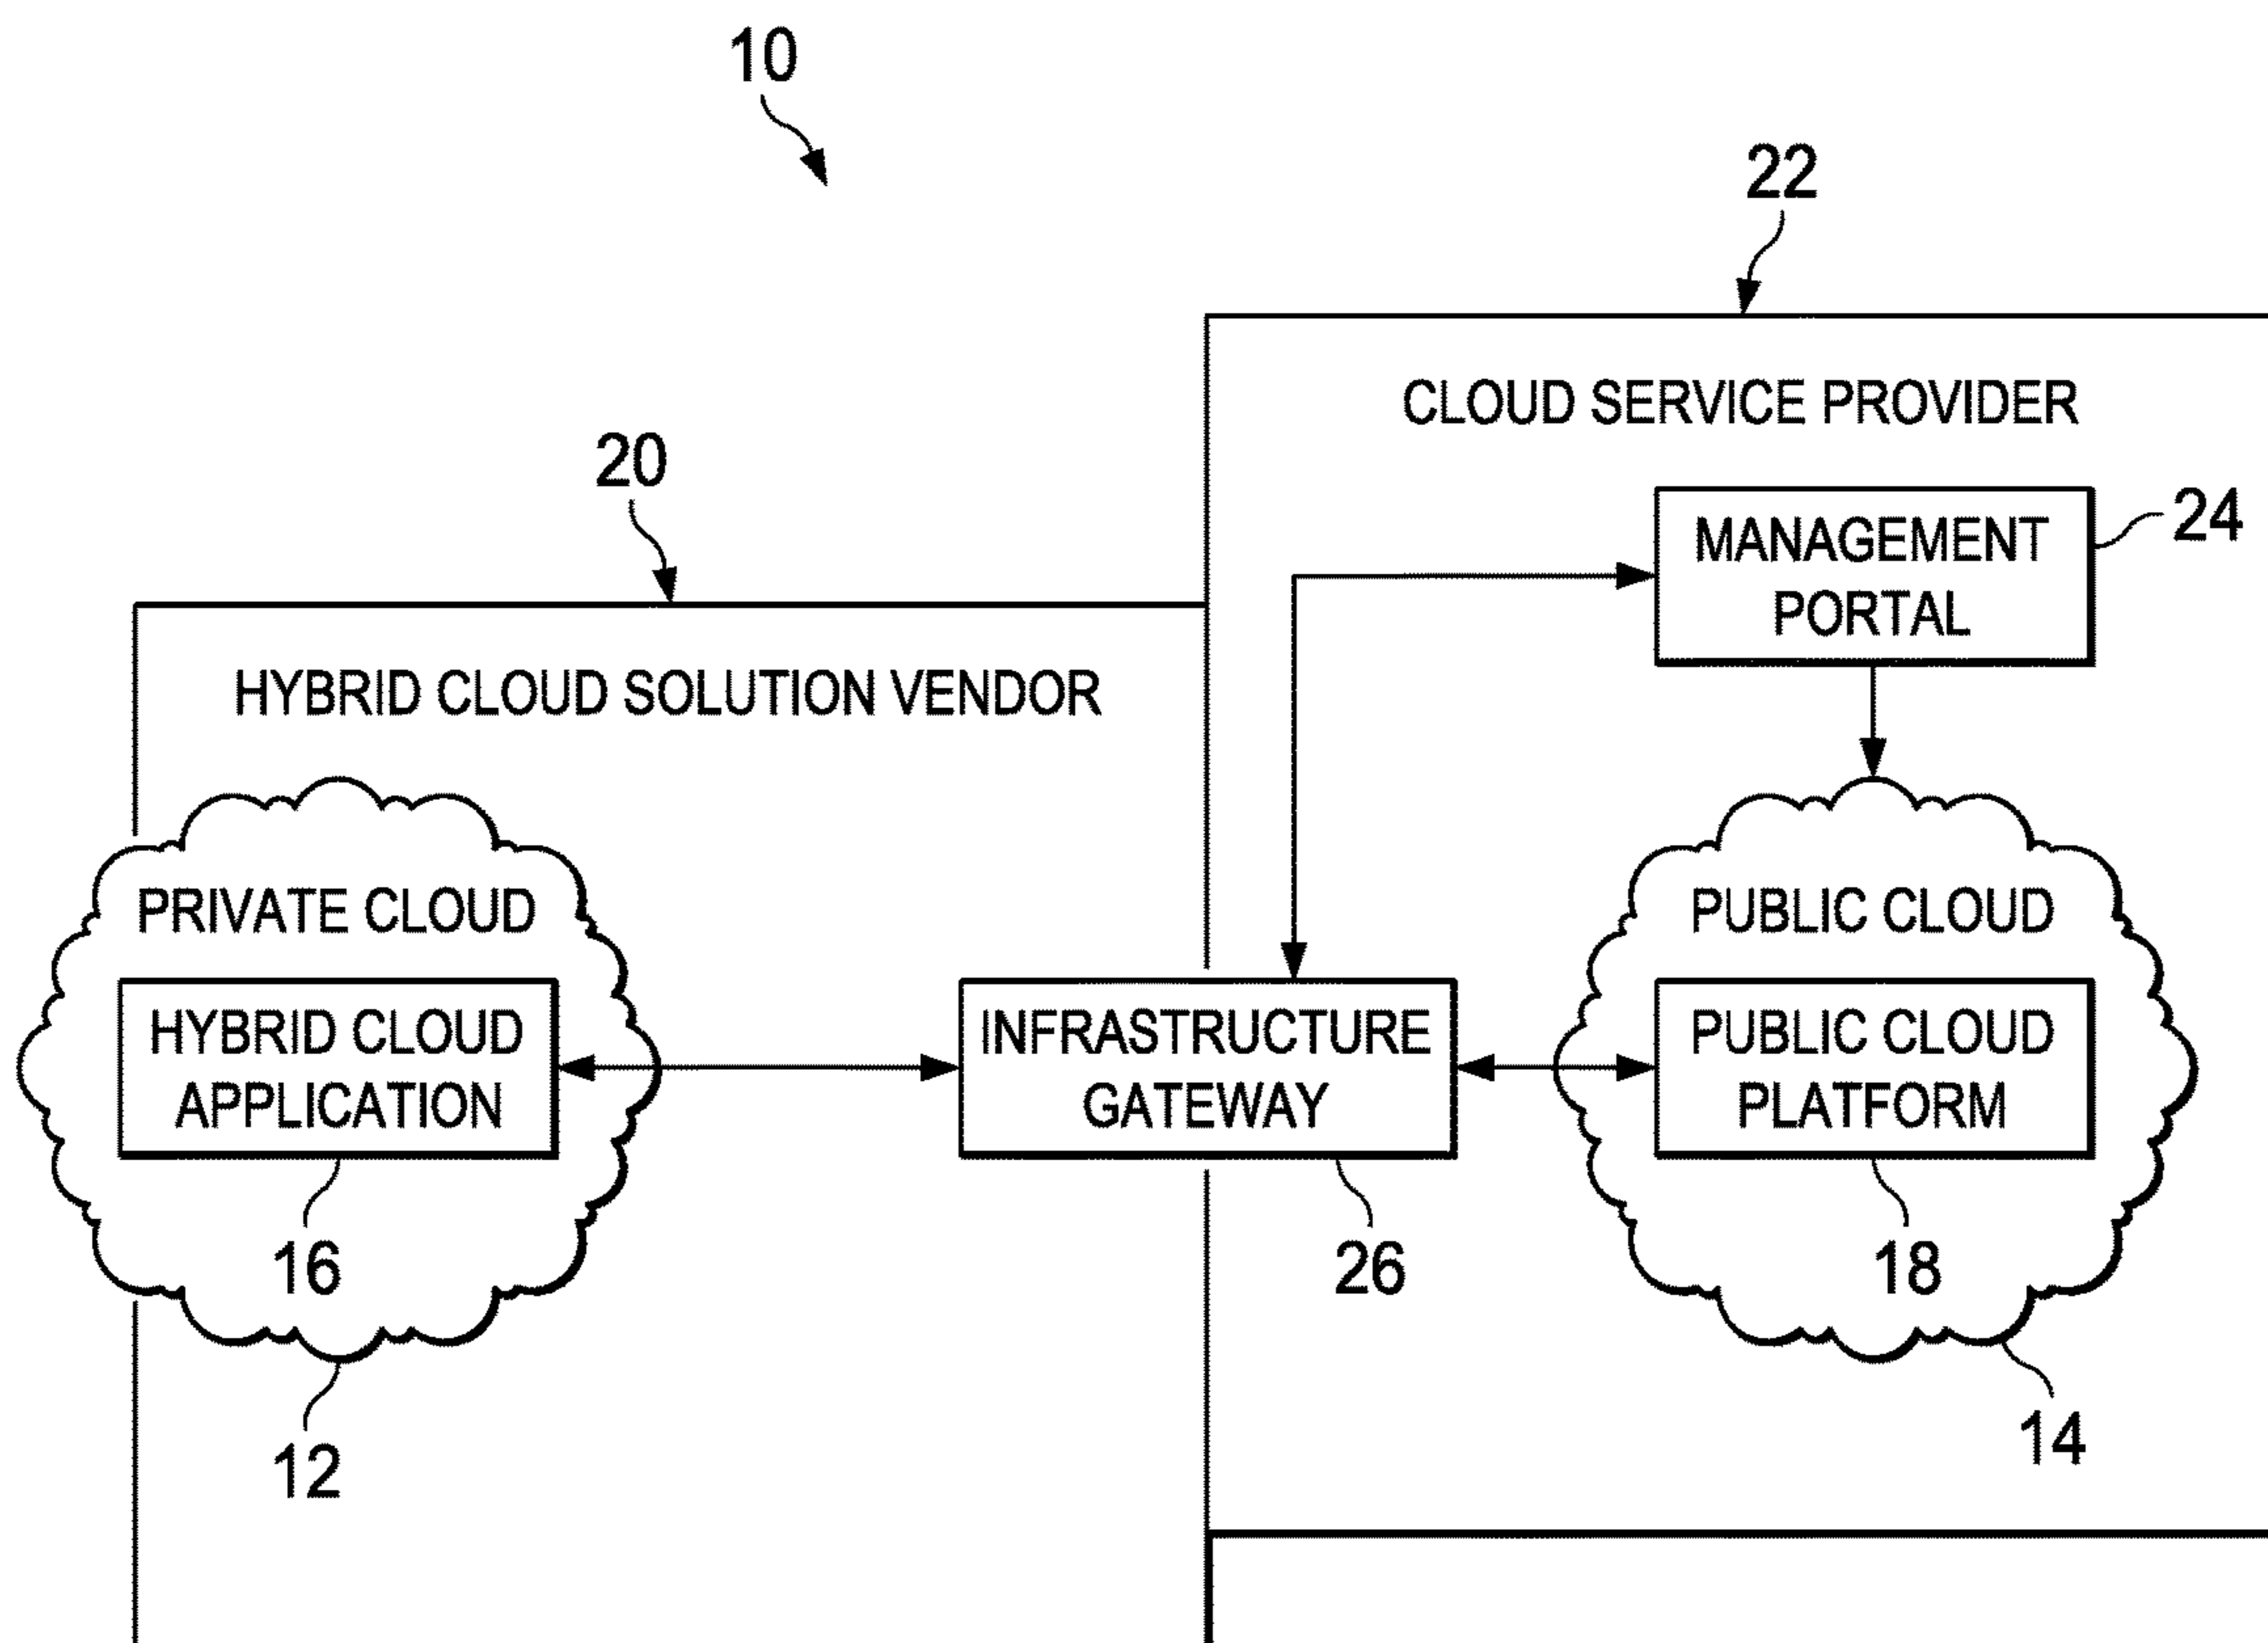 10
22
CLOUD SERVICE PROVIDER
20
24
MANAGEMENT
PORTAL
HYBRID CLOUD SOLUTION VENDOR
PRIVATE CLOUD
PUBLIC CLOUD
HYBRID CLOUD
APPLICATION
INFRASTRUCTURE
GATEWAY
PUBLIC CLOUD
PLATFORM
16
26
18
12
14